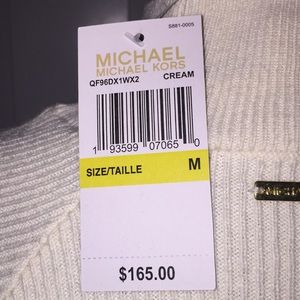 S881-0005
MICHAEL
MICHAEL KORS
QF96DX1WX2 CREAM
1 93599 07065 0
SIZE/TAILLE M
$165.00